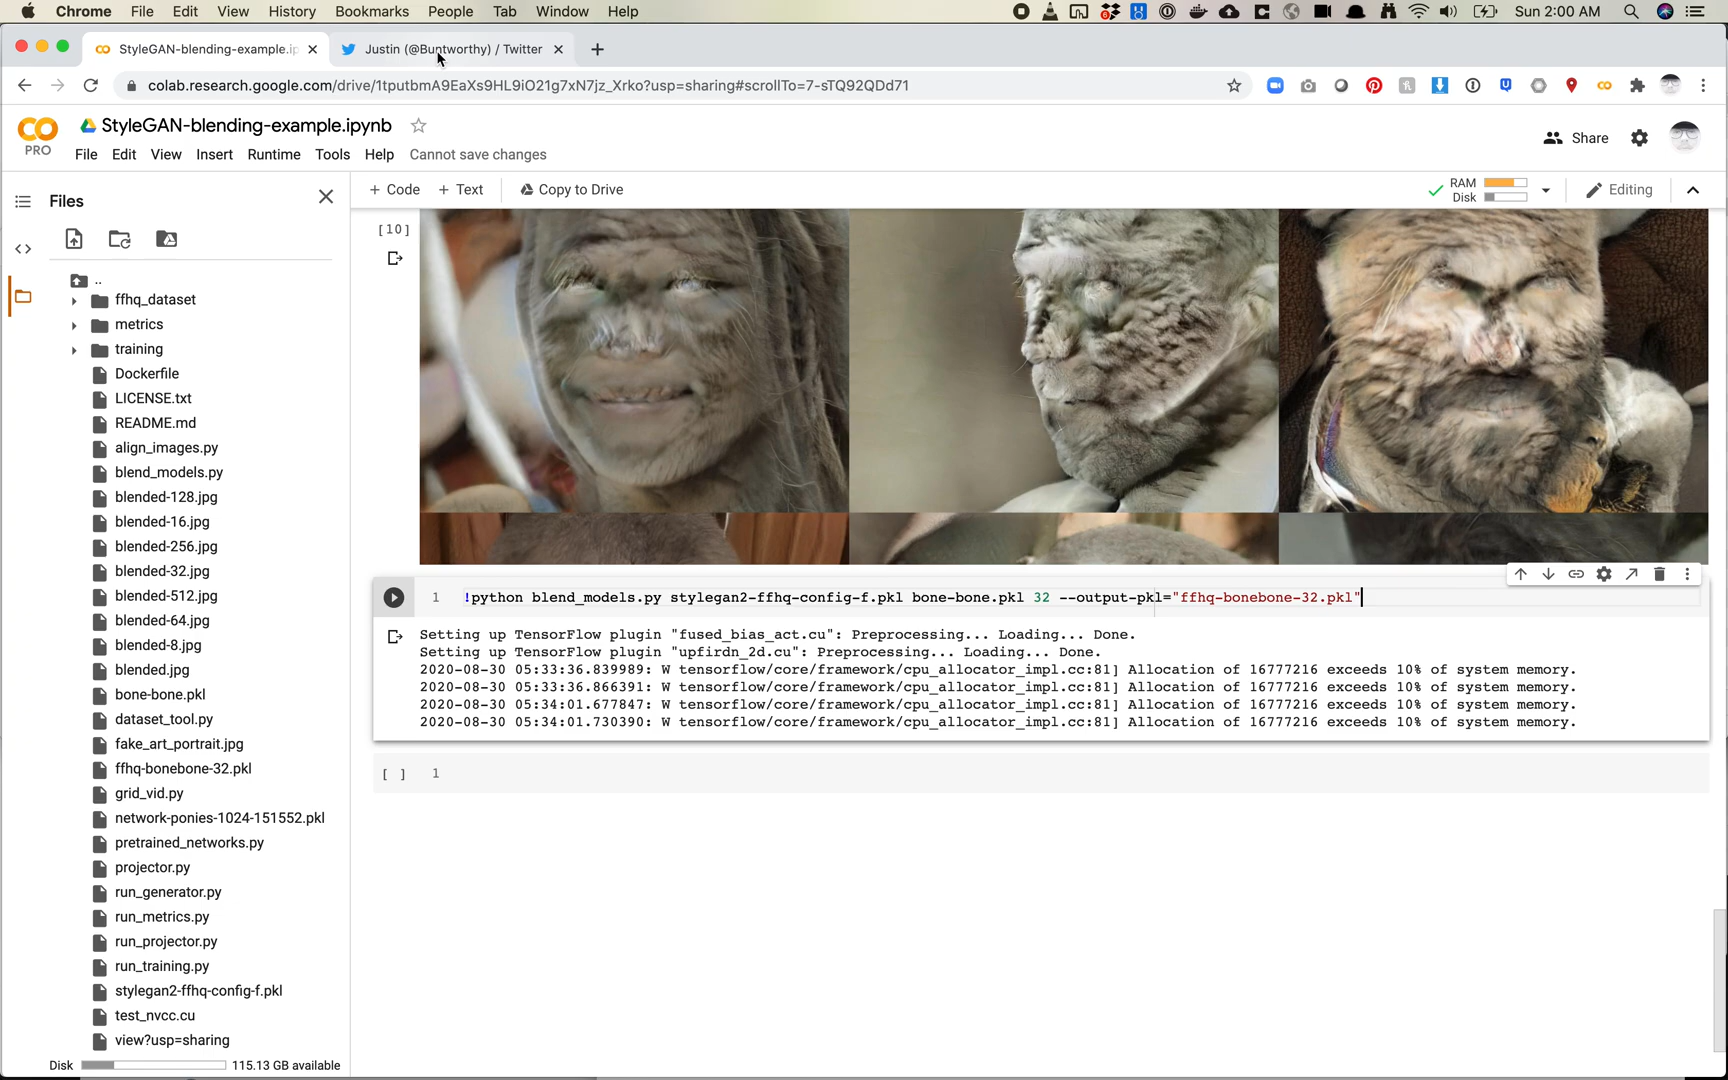 Chrome File Edit View History Bookmarks People Tab Window Help Sun 2:00 AM
StyleGAN-blending-example.ip Justin (@Buntworthy) / Twitter
colab.research.google.com/drive/1tputbmA9EaXs9HL9iO21g7xN7jz_Xrko?usp=sharing#scrollTo=7-sTQ92QDd71
CO
PRO
StyleGAN-blending-example.ipynb
File Edit View Insert Runtime Tools Help Cannot save changes
Share
Files
+ Code + Text Copy to Drive
RAM
Disk
Editing
..
ffhq_dataset
metrics
training
Dockerfile
LICENSE.txt
README.md
align_images.py
blend_models.py
blended-128.jpg
blended-16.jpg
blended-256.jpg
blended-32.jpg
blended-512.jpg
blended-64.jpg
blended-8.jpg
blended.jpg
bone-bone.pkl
dataset_tool.py
fake_art_portrait.jpg
ffhq-bonebone-32.pkl
grid_vid.py
network-ponies-1024-151552.pkl
pretrained_networks.py
projector.py
run_generator.py
run_metrics.py
run_projector.py
run_training.py
stylegan2-ffhq-config-f.pkl
test_nvcc.cu
view?usp=sharing
Disk 115.13 GB available
[10]
1 !python blend_models.py stylegan2-ffhq-config-f.pkl bone-bone.pkl 32 --output-pkl="ffhq-bonebone-32.pkl"
Setting up TensorFlow plugin "fused_bias_act.cu": Preprocessing... Loading... Done.
Setting up TensorFlow plugin "upfirdn_2d.cu": Preprocessing... Loading... Done.
2020-08-30 05:33:36.839989: W tensorflow/core/framework/cpu_allocator_impl.cc:81] Allocation of 16777216 exceeds 10% of system memory.
2020-08-30 05:33:36.866391: W tensorflow/core/framework/cpu_allocator_impl.cc:81] Allocation of 16777216 exceeds 10% of system memory.
2020-08-30 05:34:01.677847: W tensorflow/core/framework/cpu_allocator_impl.cc:81] Allocation of 16777216 exceeds 10% of system memory.
2020-08-30 05:34:01.730390: W tensorflow/core/framework/cpu_allocator_impl.cc:81] Allocation of 16777216 exceeds 10% of system memory.
[ ] 1